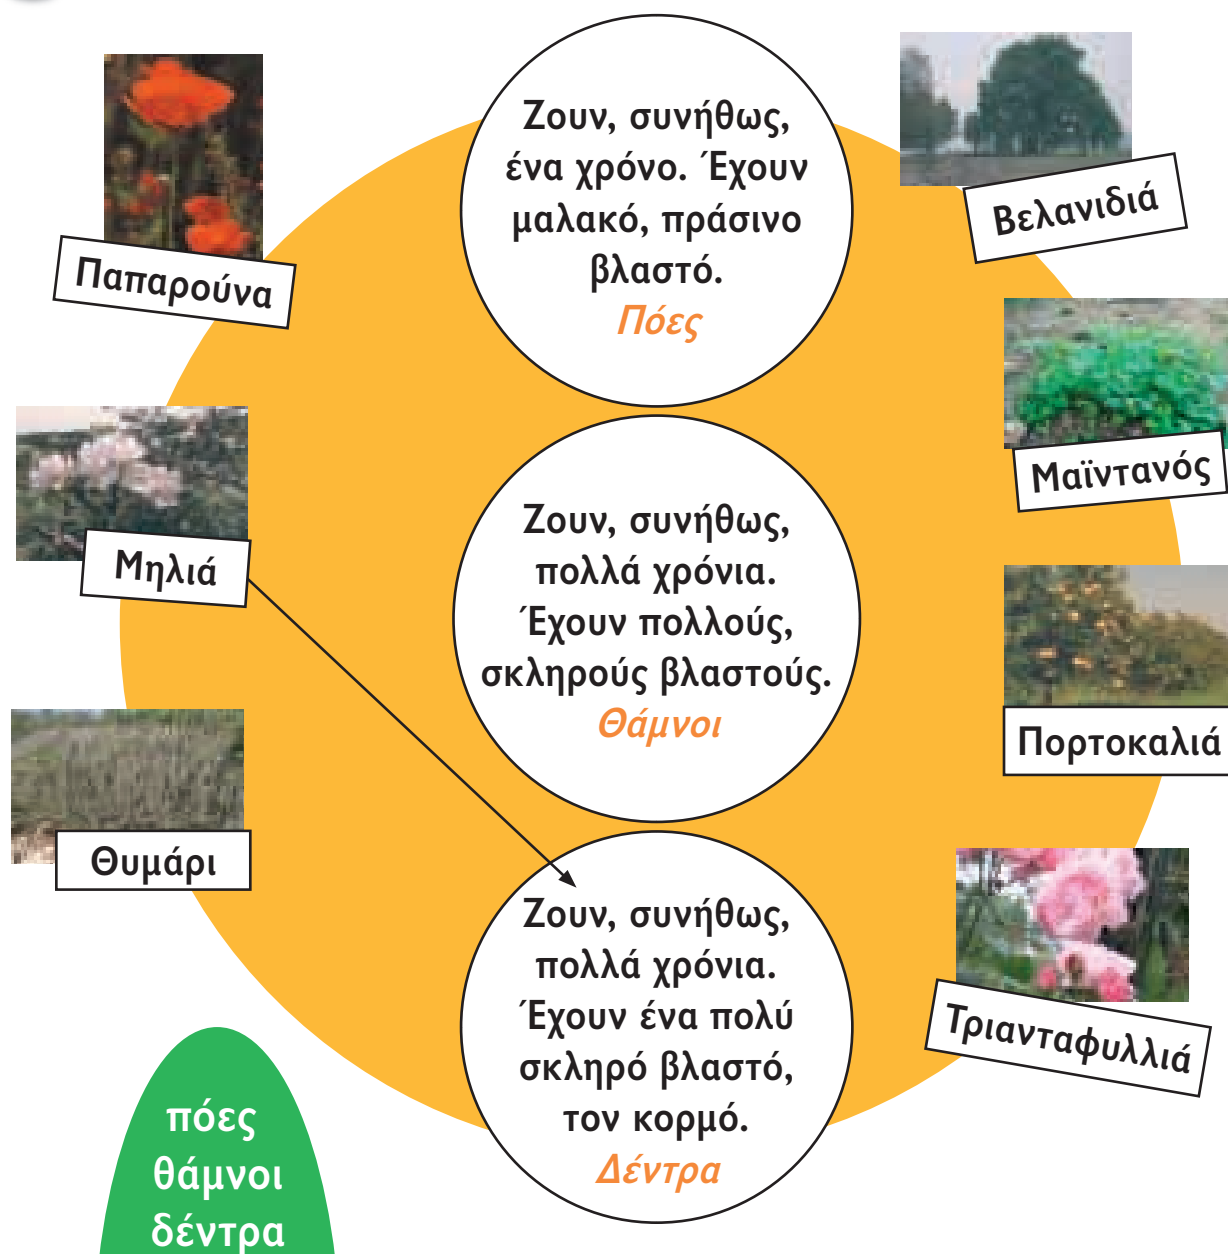 Παπαρούνα
Μηλιά
Θυμάρι
Ζουν, συνήθως,
ένα χρόνο. Έχουν
μαλακό, πράσινο
βλαστό.
Πόες
Ζουν, συνήθως,
πολλά χρόνια.
Έχουν πολλούς,
σκληρούς βλαστούς.
Θάμνοι
Ζουν, συνήθως,
πολλά χρόνια.
Έχουν ένα πολύ
σκληρό βλαστό,
τον κορμό.
Δέντρα
Βελανιδιά
Μαϊντανός
Πορτοκαλιά
Τριανταφυλλιά
πόες
θάμνοι
δέντρα